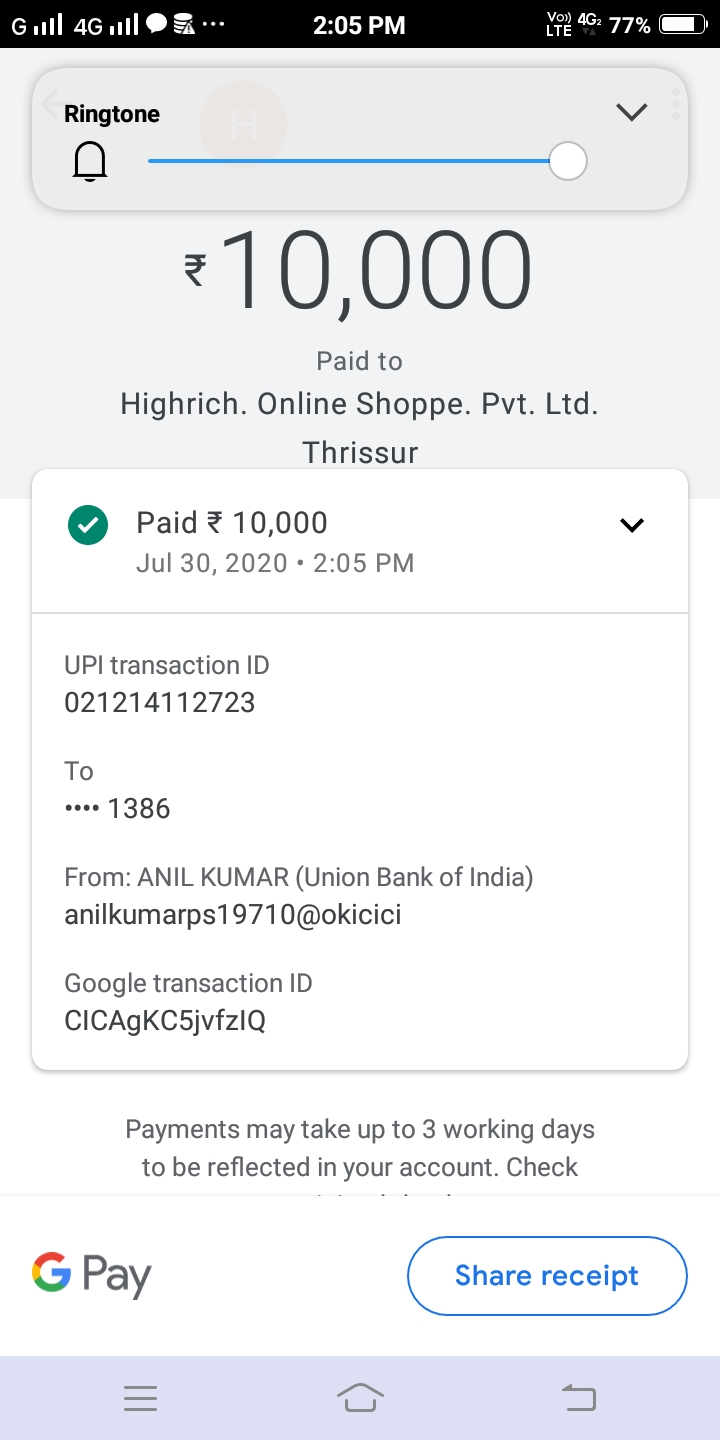 G 4G 2:05 PM Vo)) LTE 4G2 77%
Ringtone
H
₹10,000
Paid to
Highrich. Online Shoppe. Pvt. Ltd.
Thrissur
Paid ₹ 10,000
Jul 30, 2020 • 2:05 PM
UPI transaction ID
021214112723
To
•••• 1386
From: ANIL KUMAR (Union Bank of India)
anilkumarps19710@okicici
Google transaction ID
CICAgKC5jvfzIQ
Payments may take up to 3 working days
to be reflected in your account. Check
G Pay
Share receipt